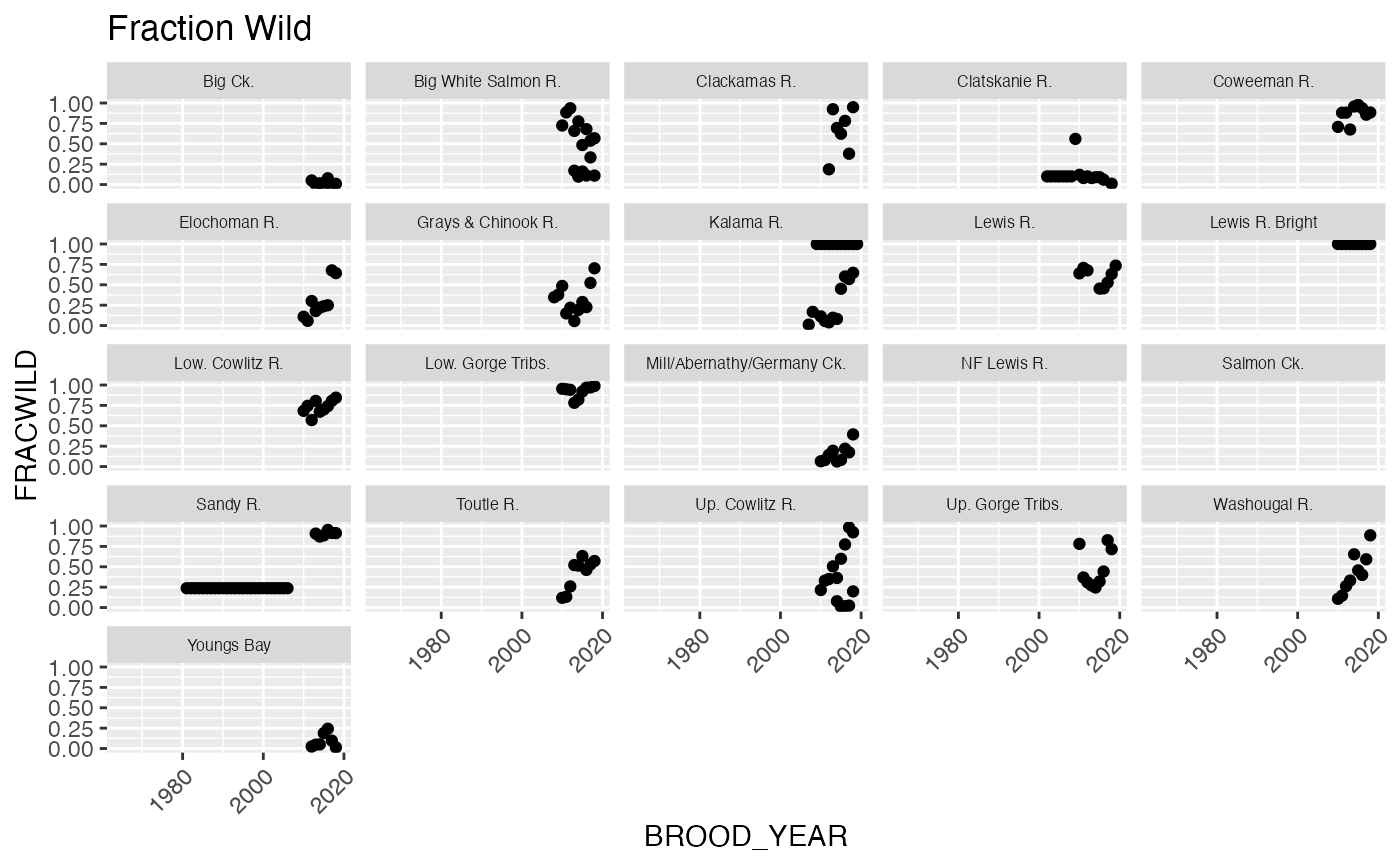 Fraction Wild
Big Ck. Big White Salmon R. Clackamas R. Clatskanie R. Coweeman R.
1.00
0.75
0.50
0.25
0.00
Elochoman R. Grays & Chinook R. Kalama R. Lewis R. Lewis R. Bright
1.00
0.75
0.50
0.25
0.00
Low. Cowlitz R. Low. Gorge Tribs. Mill/Abernathy/Germany Ck. NF Lewis R. Salmon Ck.
1.00
0.75
0.50
0.25
0.00
Sandy R. Toutle R. Up. Cowlitz R. Up. Gorge Tribs. Washougal R.
1.00
0.75
0.50
0.25
0.00
1980 2000 2020 1980 2000 2020 1980 2000 2020 1980 2000 2020
Youngs Bay
1.00
0.75
0.50
0.25
0.00
1980 2000 2020
FRACWILD
BROOD_YEAR